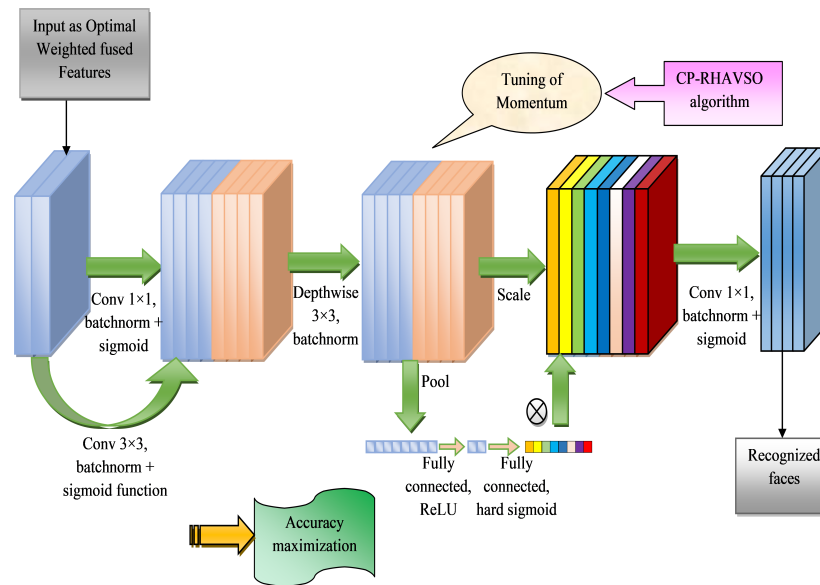 Input as Optimal
Weighted fused
Features
Tuning of
Momentum
CP-RHAVSO
algorithm
Conv 1×1,
batchnorm +
sigmoid
Depthwise
3×3,
batchnorm
Scale
Conv 1×1,
batchnorm +
sigmoid
Pool
Conv 3×3,
batchnorm +
sigmoid function
Fully
connected,
ReLU
Fully
connected,
hard sigmoid
Recognized
faces
Accuracy
maximization